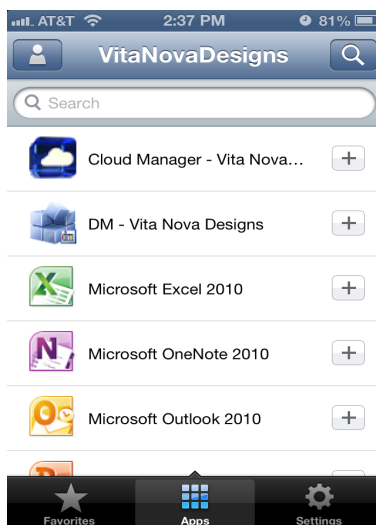 AT&T 2:37 PM 81%
VitaNovaDesigns
Search
Cloud Manager - Vita Nova...
DM - Vita Nova Designs
dm
Microsoft Excel 2010
Microsoft OneNote 2010
Microsoft Outlook 2010
Favorites Apps Settings